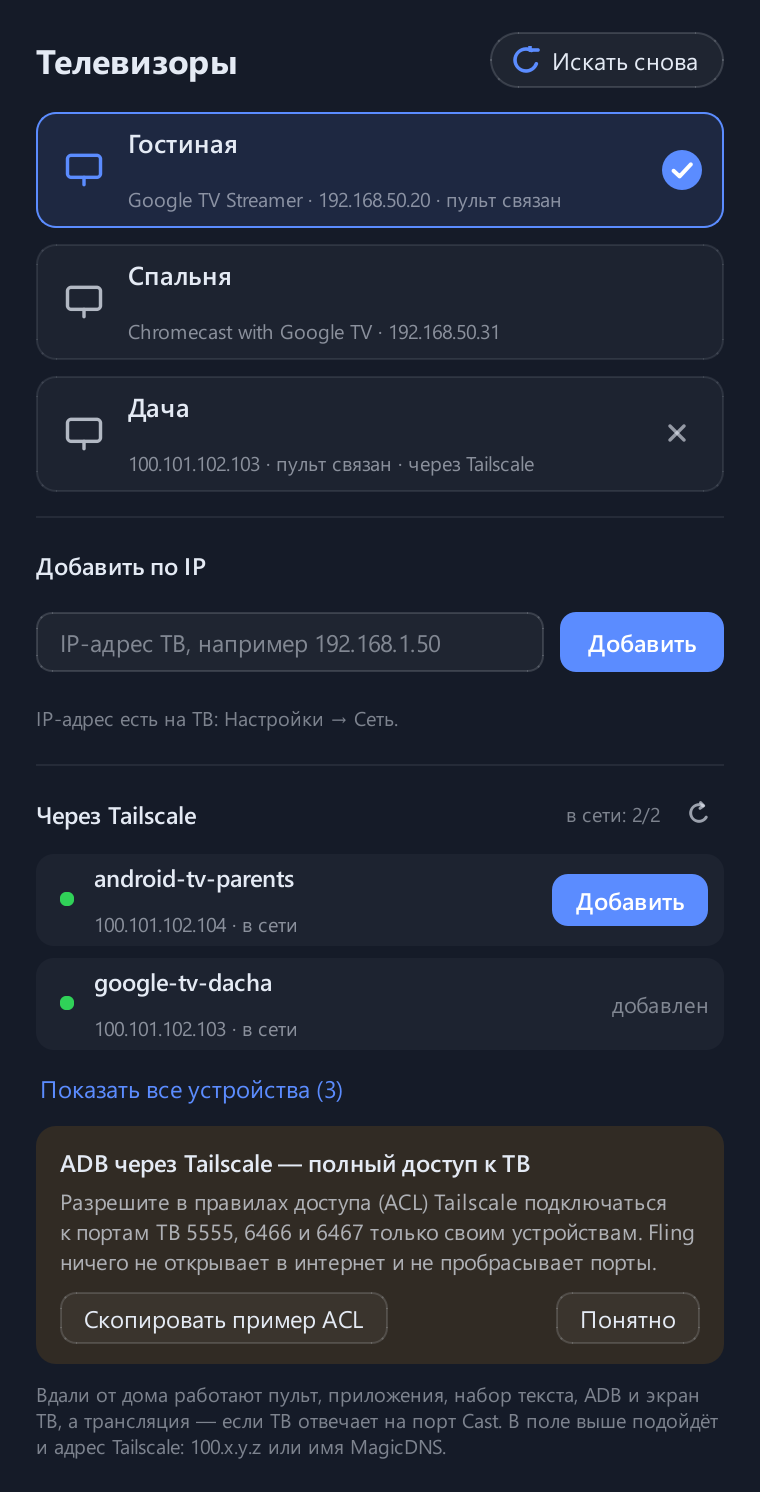 Телевизоры
Искать снова
Гостиная
Google TV Streamer · 192.168.50.20 · пульт связан
Спальня
Chromecast with Google TV · 192.168.50.31
Дача
100.101.102.103 · пульт связан · через Tailscale
Добавить по IP
IP-адрес ТВ, например 192.168.1.50
Добавить
IP-адрес есть на ТВ: Настройки → Сеть.
Через Tailscale
в сети: 2/2
android-tv-parents
100.101.102.104 · в сети
Добавить
google-tv-dacha
100.101.102.103 · в сети
добавлен
Показать все устройства (3)
ADB через Tailscale — полный доступ к ТВ
Разрешите в правилах доступа (ACL) Tailscale подключаться
к портам ТВ 5555, 6466 и 6467 только своим устройствам. Fling
ничего не открывает в интернет и не пробрасывает порты.
Скопировать пример ACL
Понятно
Вдали от дома работают пульт, приложения, набор текста, ADB и экран
ТВ, а трансляция — если ТВ отвечает на порт Cast. В поле выше подойдёт
и адрес Tailscale: 100.x.y.z или имя MagicDNS.